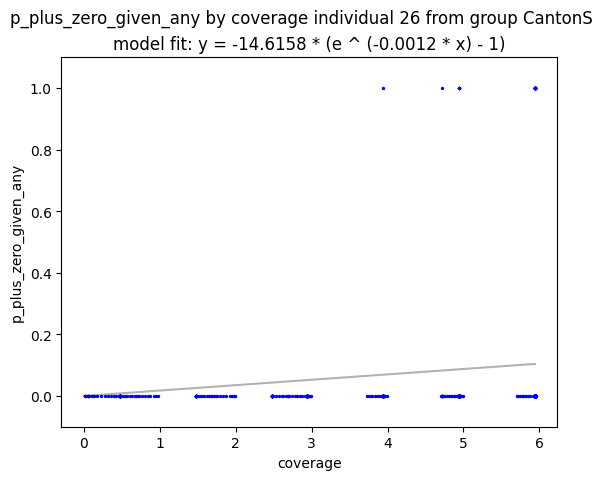 p_plus_zero_given_any by coverage individual 26 from group CantonS
model fit: y = -14.6158 * (e ^ (-0.0012 * x) - 1)
p_plus_zero_given_any
1.0
0.8
0.6
0.4
0.2
0.0
0 1 2 3 4 5 6
coverage